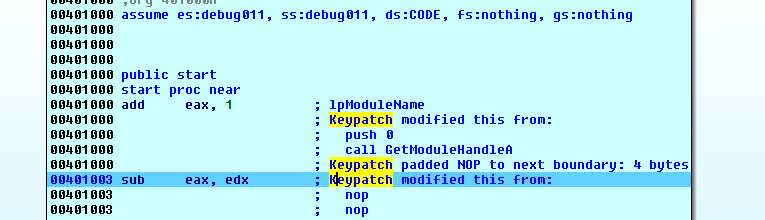 00401000 ;org 401000h
00401000 assume es:debug011, ss:debug011, ds:CODE, fs:nothing, gs:nothing
00401000
00401000
00401000
00401000 public start
00401000 start proc near
00401000 add eax, 1 ; lpModuleName
00401000 ; Keypatch modified this from:
00401000 ; push 0
00401000 ; call GetModuleHandleA
00401000 ; Keypatch padded NOP to next boundary: 4 bytes
00401003 sub eax, edx ; Keypatch modified this from:
00401003 ; nop
00401003 ; nop